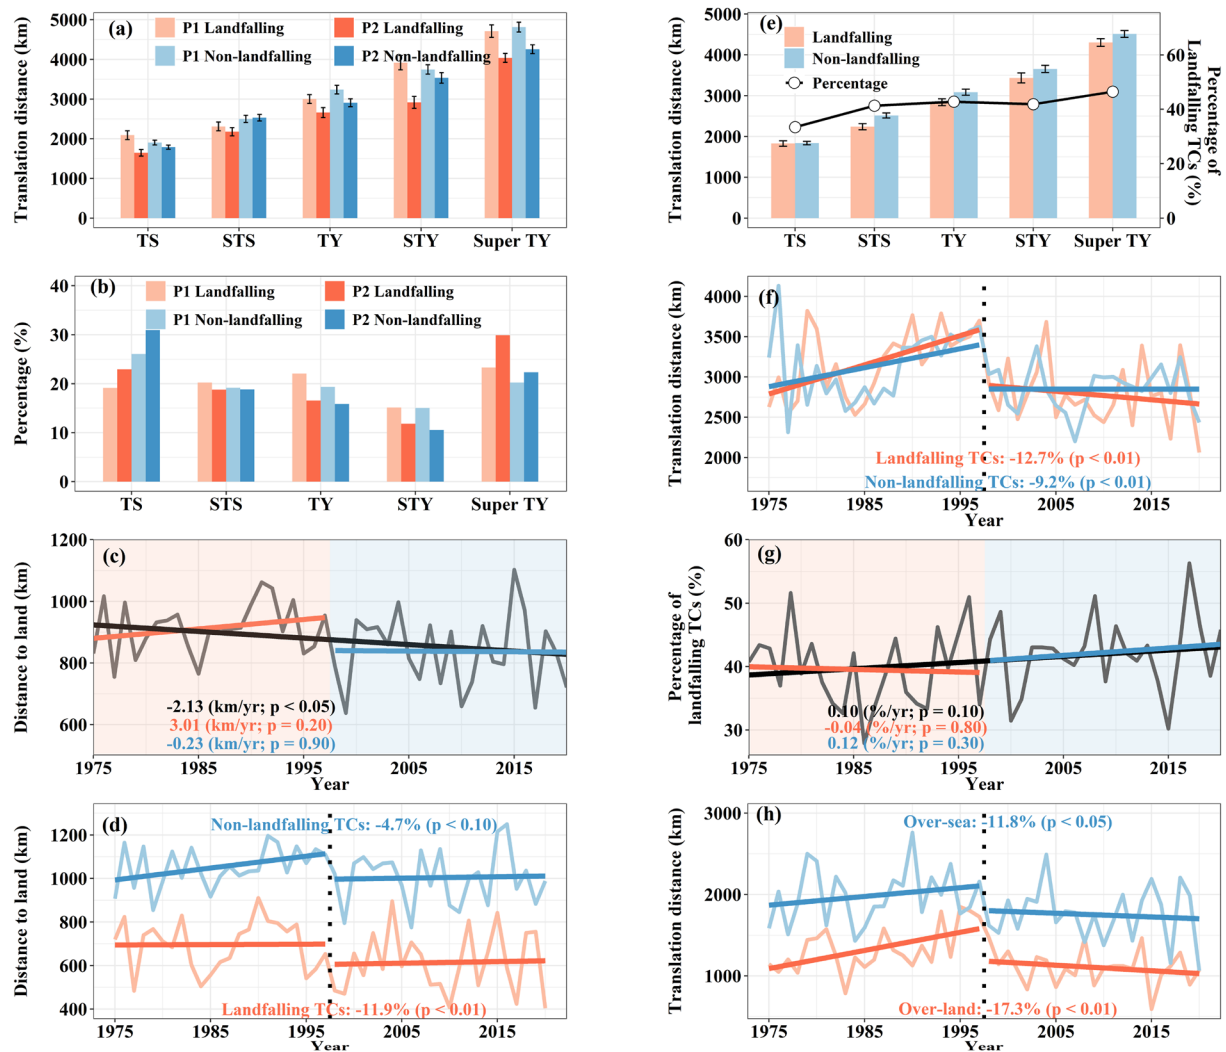 (a)
P1 Landfalling
P2 Landfalling
P1 Non-landfalling
P2 Non-landfalling
Translation distance (km)
5000
4000
3000
2000
1000
0
TS STS TY STY Super TY
(e)
Landfalling
Non-landfalling
Percentage
Translation distance (km)
5000
4000
3000
2000
1000
0
60
40
20
0
Percentage of
Landfalling TCs (%)
TS STS TY STY Super TY
(b)
P1 Landfalling
P2 Landfalling
P1 Non-landfalling
P2 Non-landfalling
Percentage (%)
40
30
20
10
0
TS STS TY STY Super TY
(f)
Translation distance (km)
4000
3500
3000
2500
2000
Landfalling TCs: -12.7% (p < 0.01)
Non-landfalling TCs: -9.2% (p < 0.01)
1975 1985 1995 2005 2015
Year
(c)
Distance to land (km)
1200
1000
800
600
-2.13 (km/yr; p < 0.05)
3.01 (km/yr; p = 0.20)
-0.23 (km/yr; p = 0.90)
1975 1985 1995 2005 2015
Year
(g)
Percentage of
landfalling TCs (%)
60
50
40
30
0.10 (%/yr; p = 0.10)
-0.04 (%/yr; p = 0.80)
0.12 (%/yr; p = 0.30)
1975 1985 1995 2005 2015
Year
(d)
Distance to land (km)
1200
1000
800
600
400
Non-landfalling TCs: -4.7% (p < 0.10)
Landfalling TCs: -11.9% (p < 0.01)
1975 1985 1995 2005 2015
Year
(h)
Translation distance (km)
3000
2000
1000
Over-sea: -11.8% (p < 0.05)
Over-land: -17.3% (p < 0.01)
1975 1985 1995 2005 2015
Year